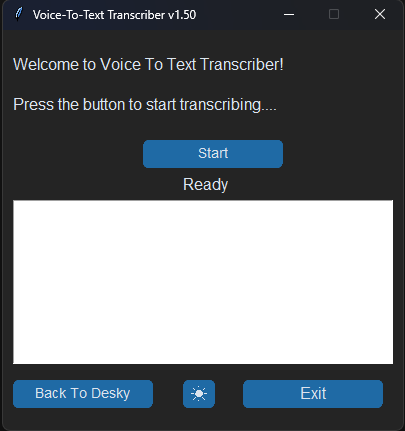 Voice-To-Text Transcriber v1.50
Welcome to Voice To Text Transcriber!
Press the button to start transcribing....
Start
Ready
Back To Desky
Exit